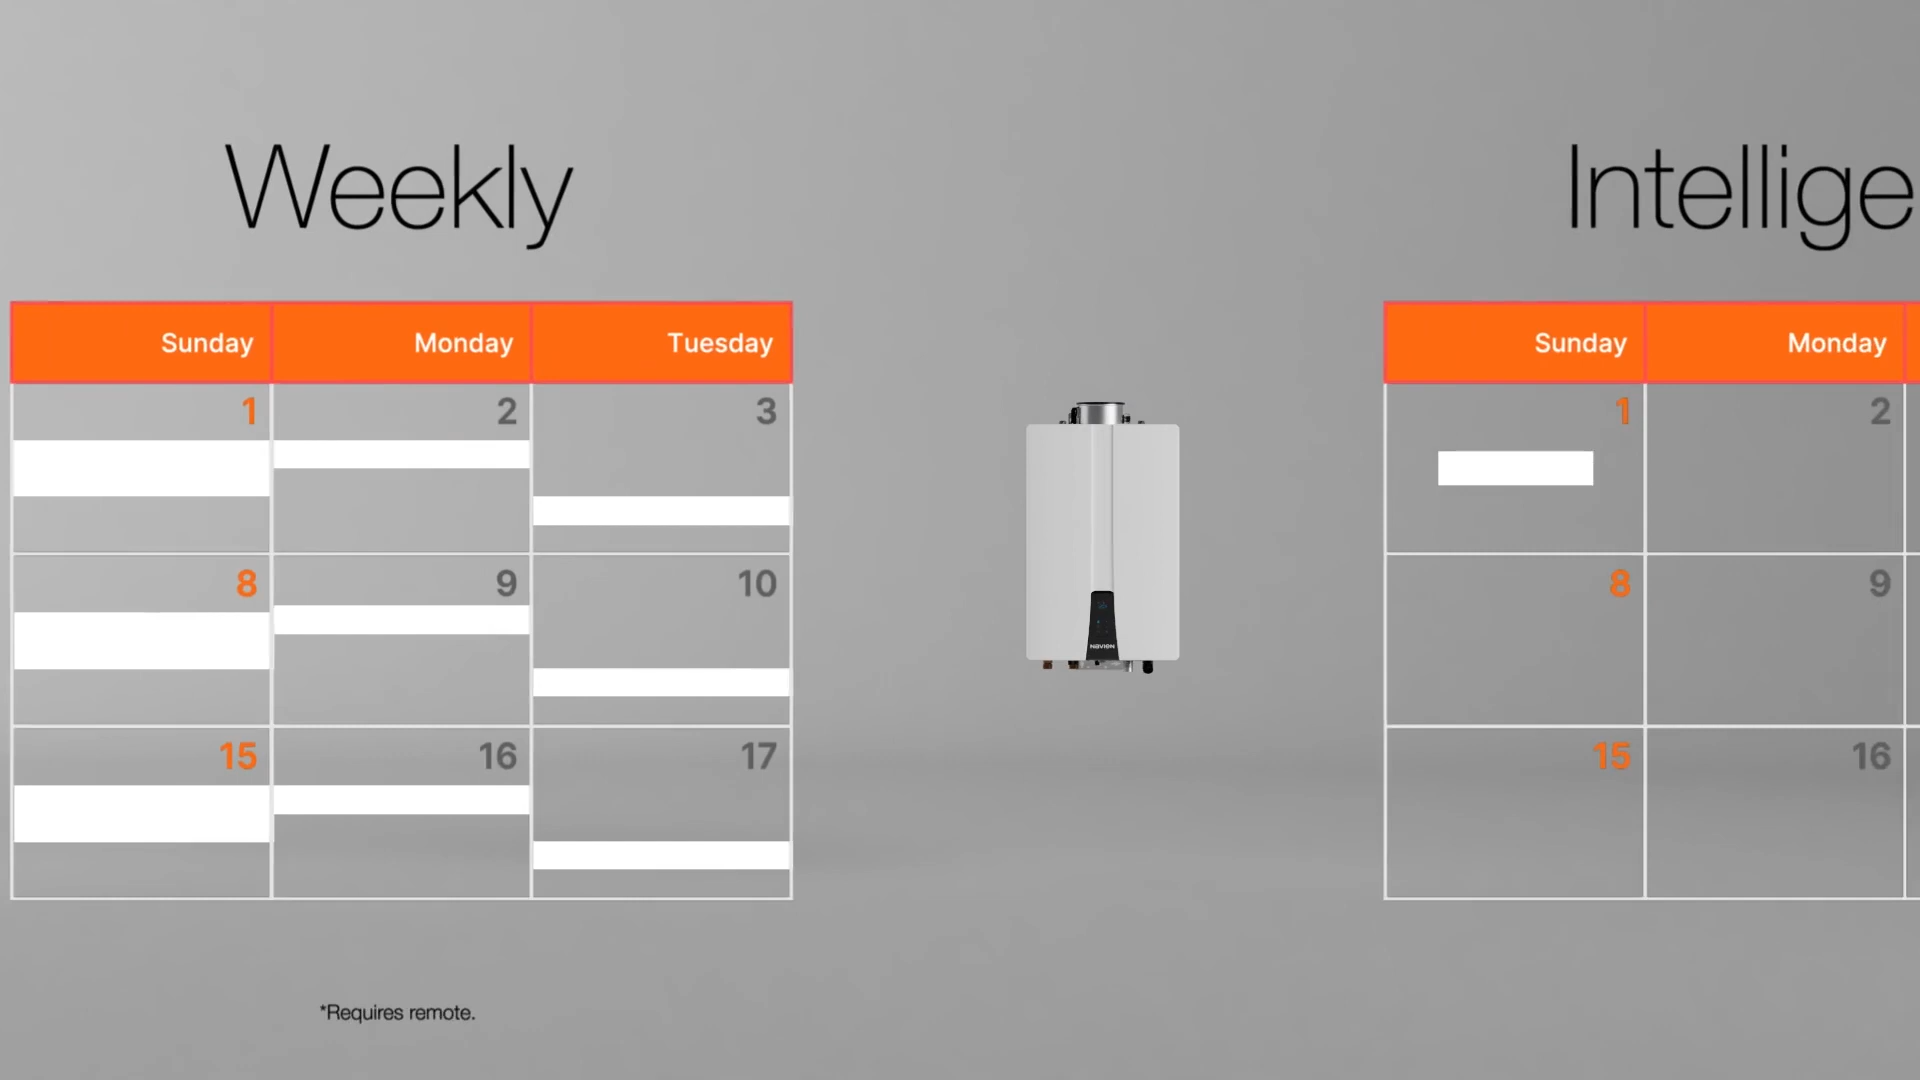 Weekly
Sunday Monday Tuesday
1 2 3
8 9 10
15 16 17
*Requires remote.
NAVIEN
Intellige
Sunday Monday
1 2
8 9
15 16